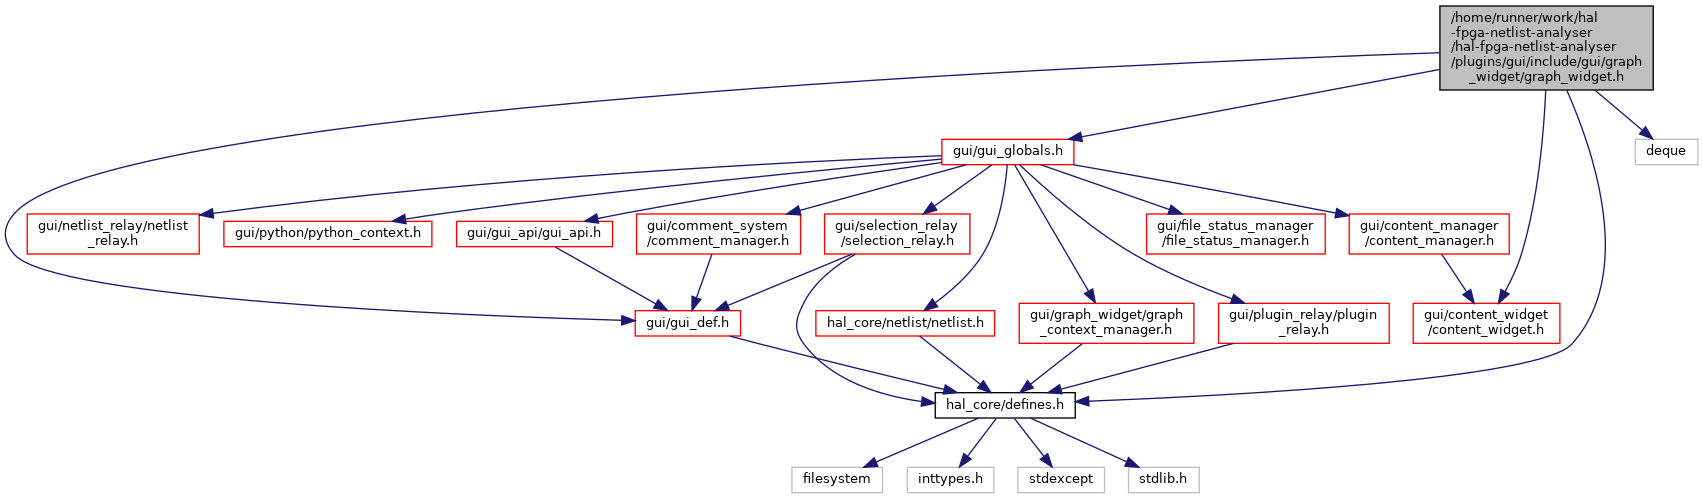 /home/runner/work/hal
-fpga-netlist-analyser
/hal-fpga-netlist-analyser
/plugins/gui/include/gui/graph
_widget/graph_widget.h
gui/gui_globals.h
deque
gui/netlist_relay/netlist
_relay.h
gui/python/python_context.h
gui/gui_api/gui_api.h
gui/comment_system
/comment_manager.h
gui/selection_relay
/selection_relay.h
gui/file_status_manager
/file_status_manager.h
gui/content_manager
/content_manager.h
gui/gui_def.h
hal_core/netlist/netlist.h
gui/graph_widget/graph
_context_manager.h
gui/plugin_relay/plugin
_relay.h
gui/content_widget
/content_widget.h
hal_core/defines.h
filesystem
inttypes.h
stdexcept
stdlib.h